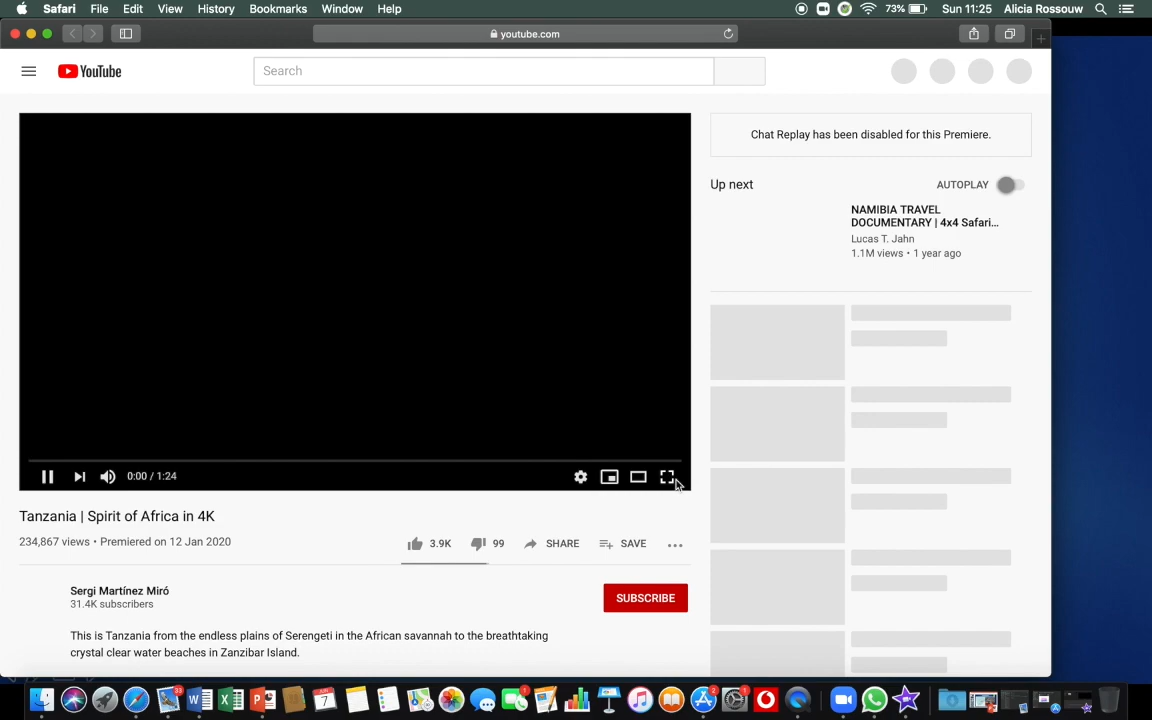 Safari File Edit View History Bookmarks Window Help 73% Sun 11:25 Alicia Rossouw
youtube.com
YouTube
Search
Chat Replay has been disabled for this Premiere.
Up next
AUTOPLAY
NAMIBIA TRAVEL
DOCUMENTARY | 4x4 Safari...
Lucas T. Jahn
1.1M views • 1 year ago
0:00 / 1:24
Tanzania | Spirit of Africa in 4K
234,867 views • Premiered on 12 Jan 2020
3.9K 99 SHARE SAVE
Sergi Martínez Miró
31.4K subscribers
SUBSCRIBE
This is Tanzania from the endless plains of Serengeti in the African savannah to the breathtaking
crystal clear water beaches in Zanzibar Island.